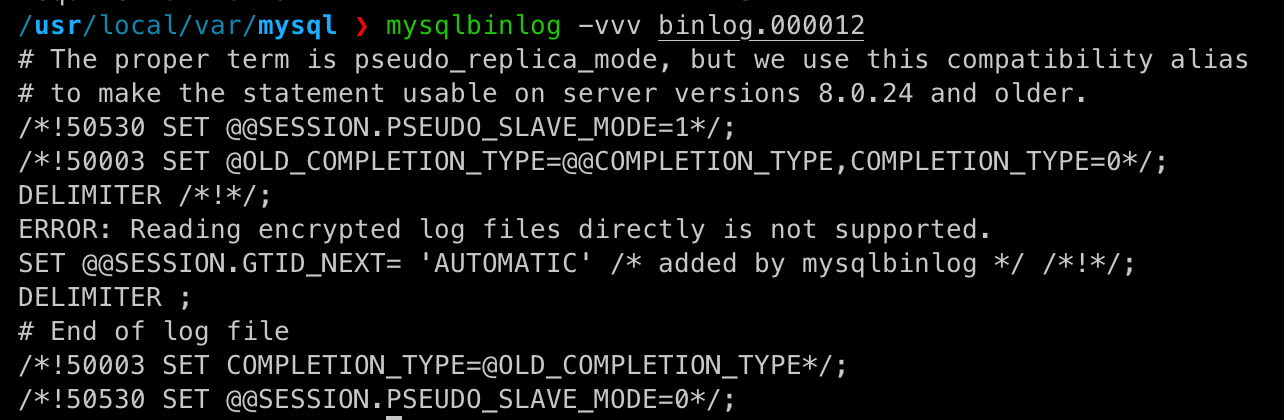 /usr/local/var/mysql ❯ mysqlbinlog -vvv binlog.000012
# The proper term is pseudo_replica_mode, but we use this compatibility alias
# to make the statement usable on server versions 8.0.24 and older.
/*!50530 SET @@SESSION.PSEUDO_SLAVE_MODE=1*/;
/*!50003 SET @OLD_COMPLETION_TYPE=@@COMPLETION_TYPE,COMPLETION_TYPE=0*/;
DELIMITER /*!*/;
ERROR: Reading encrypted log files directly is not supported.
SET @@SESSION.GTID_NEXT= 'AUTOMATIC' /* added by mysqlbinlog */ /*!*/;
DELIMITER ;
# End of log file
/*!50003 SET COMPLETION_TYPE=@OLD_COMPLETION_TYPE*/;
/*!50530 SET @@SESSION.PSEUDO_SLAVE_MODE=0*/;